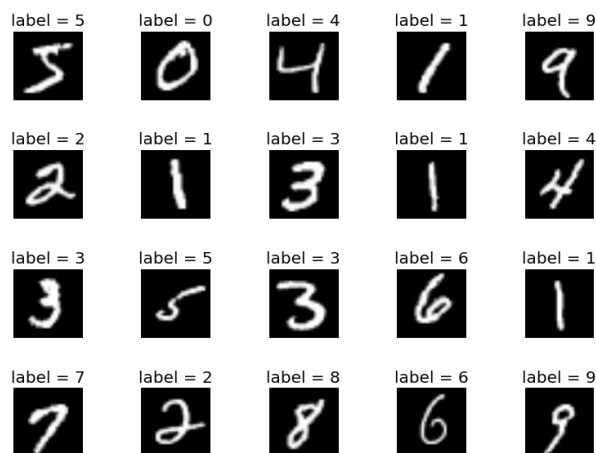 label = 5 label = 0 label = 4 label = 1 label = 9
5 0 4 1 9
label = 2 label = 1 label = 3 label = 1 label = 4
2 1 3 1 4
label = 3 label = 5 label = 3 label = 6 label = 1
3 5 3 6 1
label = 7 label = 2 label = 8 label = 6 label = 9
7 2 8 6 9